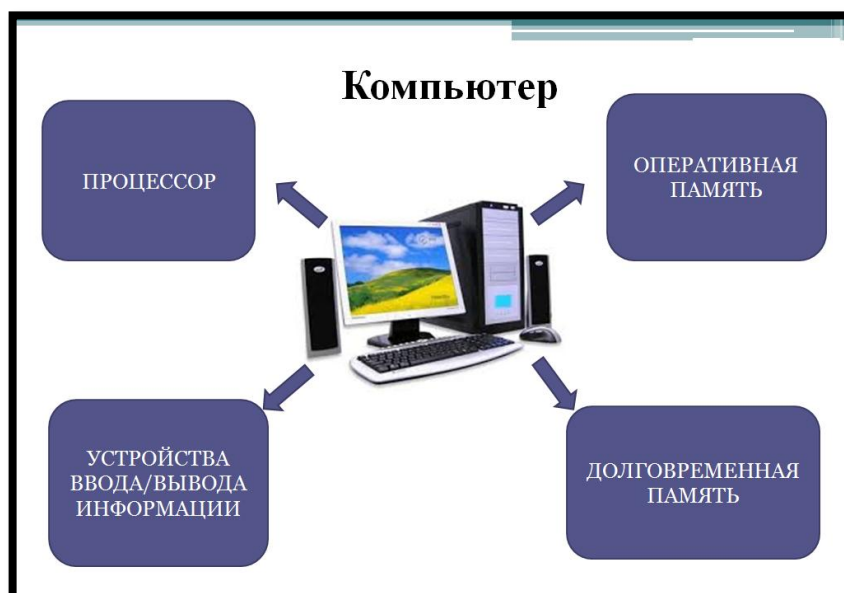 Компьютер
ПРОЦЕССОР
ОПЕРАТИВНАЯ
ПАМЯТЬ
УСТРОЙСТВА
ВВОДА/ВЫВОДА
ИНФОРМАЦИИ
ДОЛГОВРЕМЕННАЯ
ПАМЯТЬ